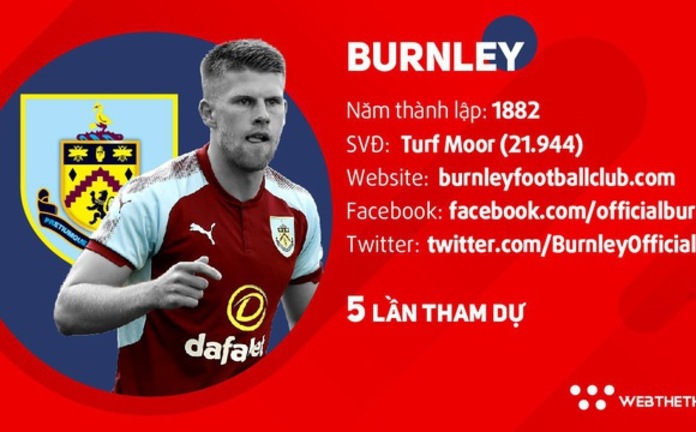 BURNLEY
Năm thành lập: 1882
SVĐ: Turf Moor (21.944)
Website: burnleyfootballclub.com
Facebook: facebook.com/officialbur
Twitter: twitter.com/BurnleyOfficial
5 LẦN THAM DỰ
PRETIUMQUE
dafabet
WEBTHETH